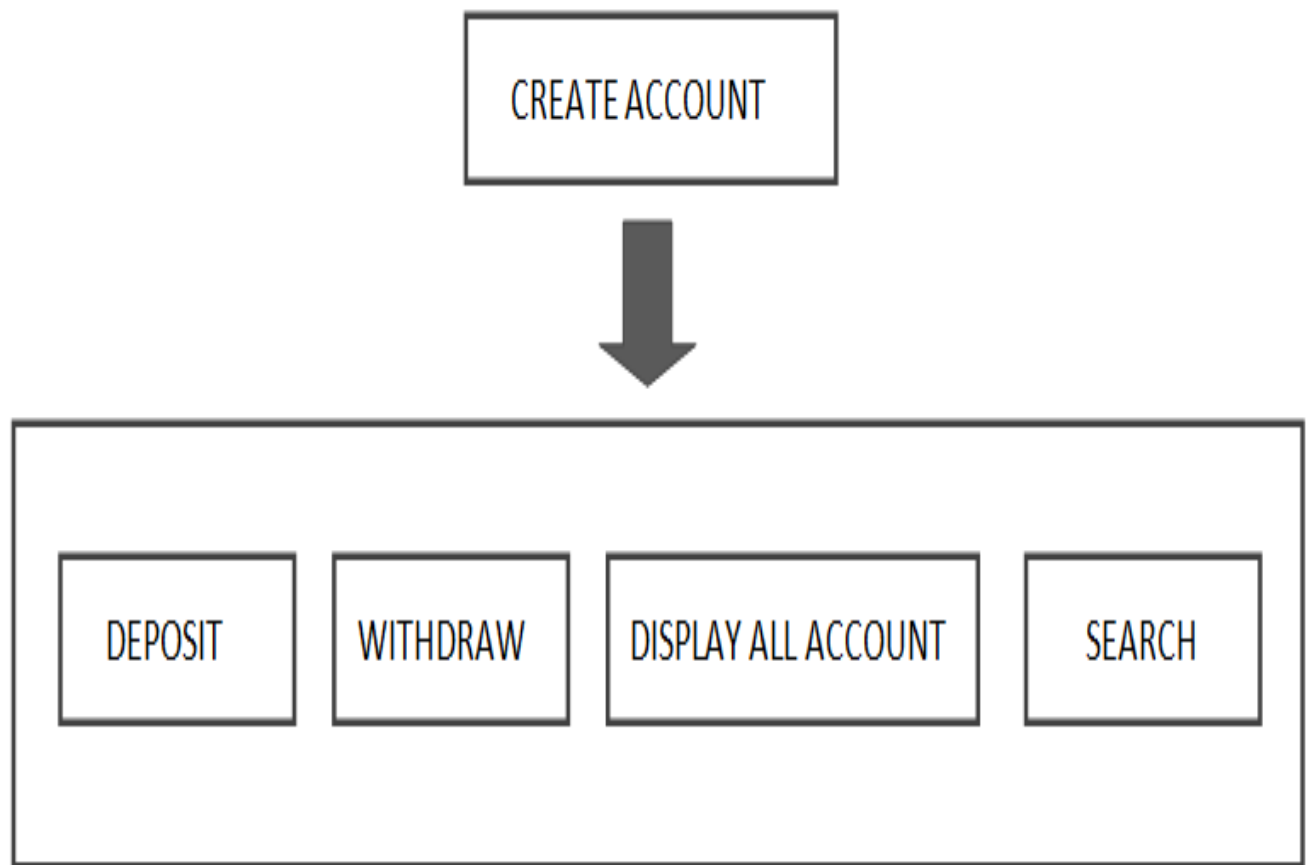 CREATE ACCOUNT
DEPOSIT
WITHDRAW
DISPLAY ALL ACCOUNT
SEARCH